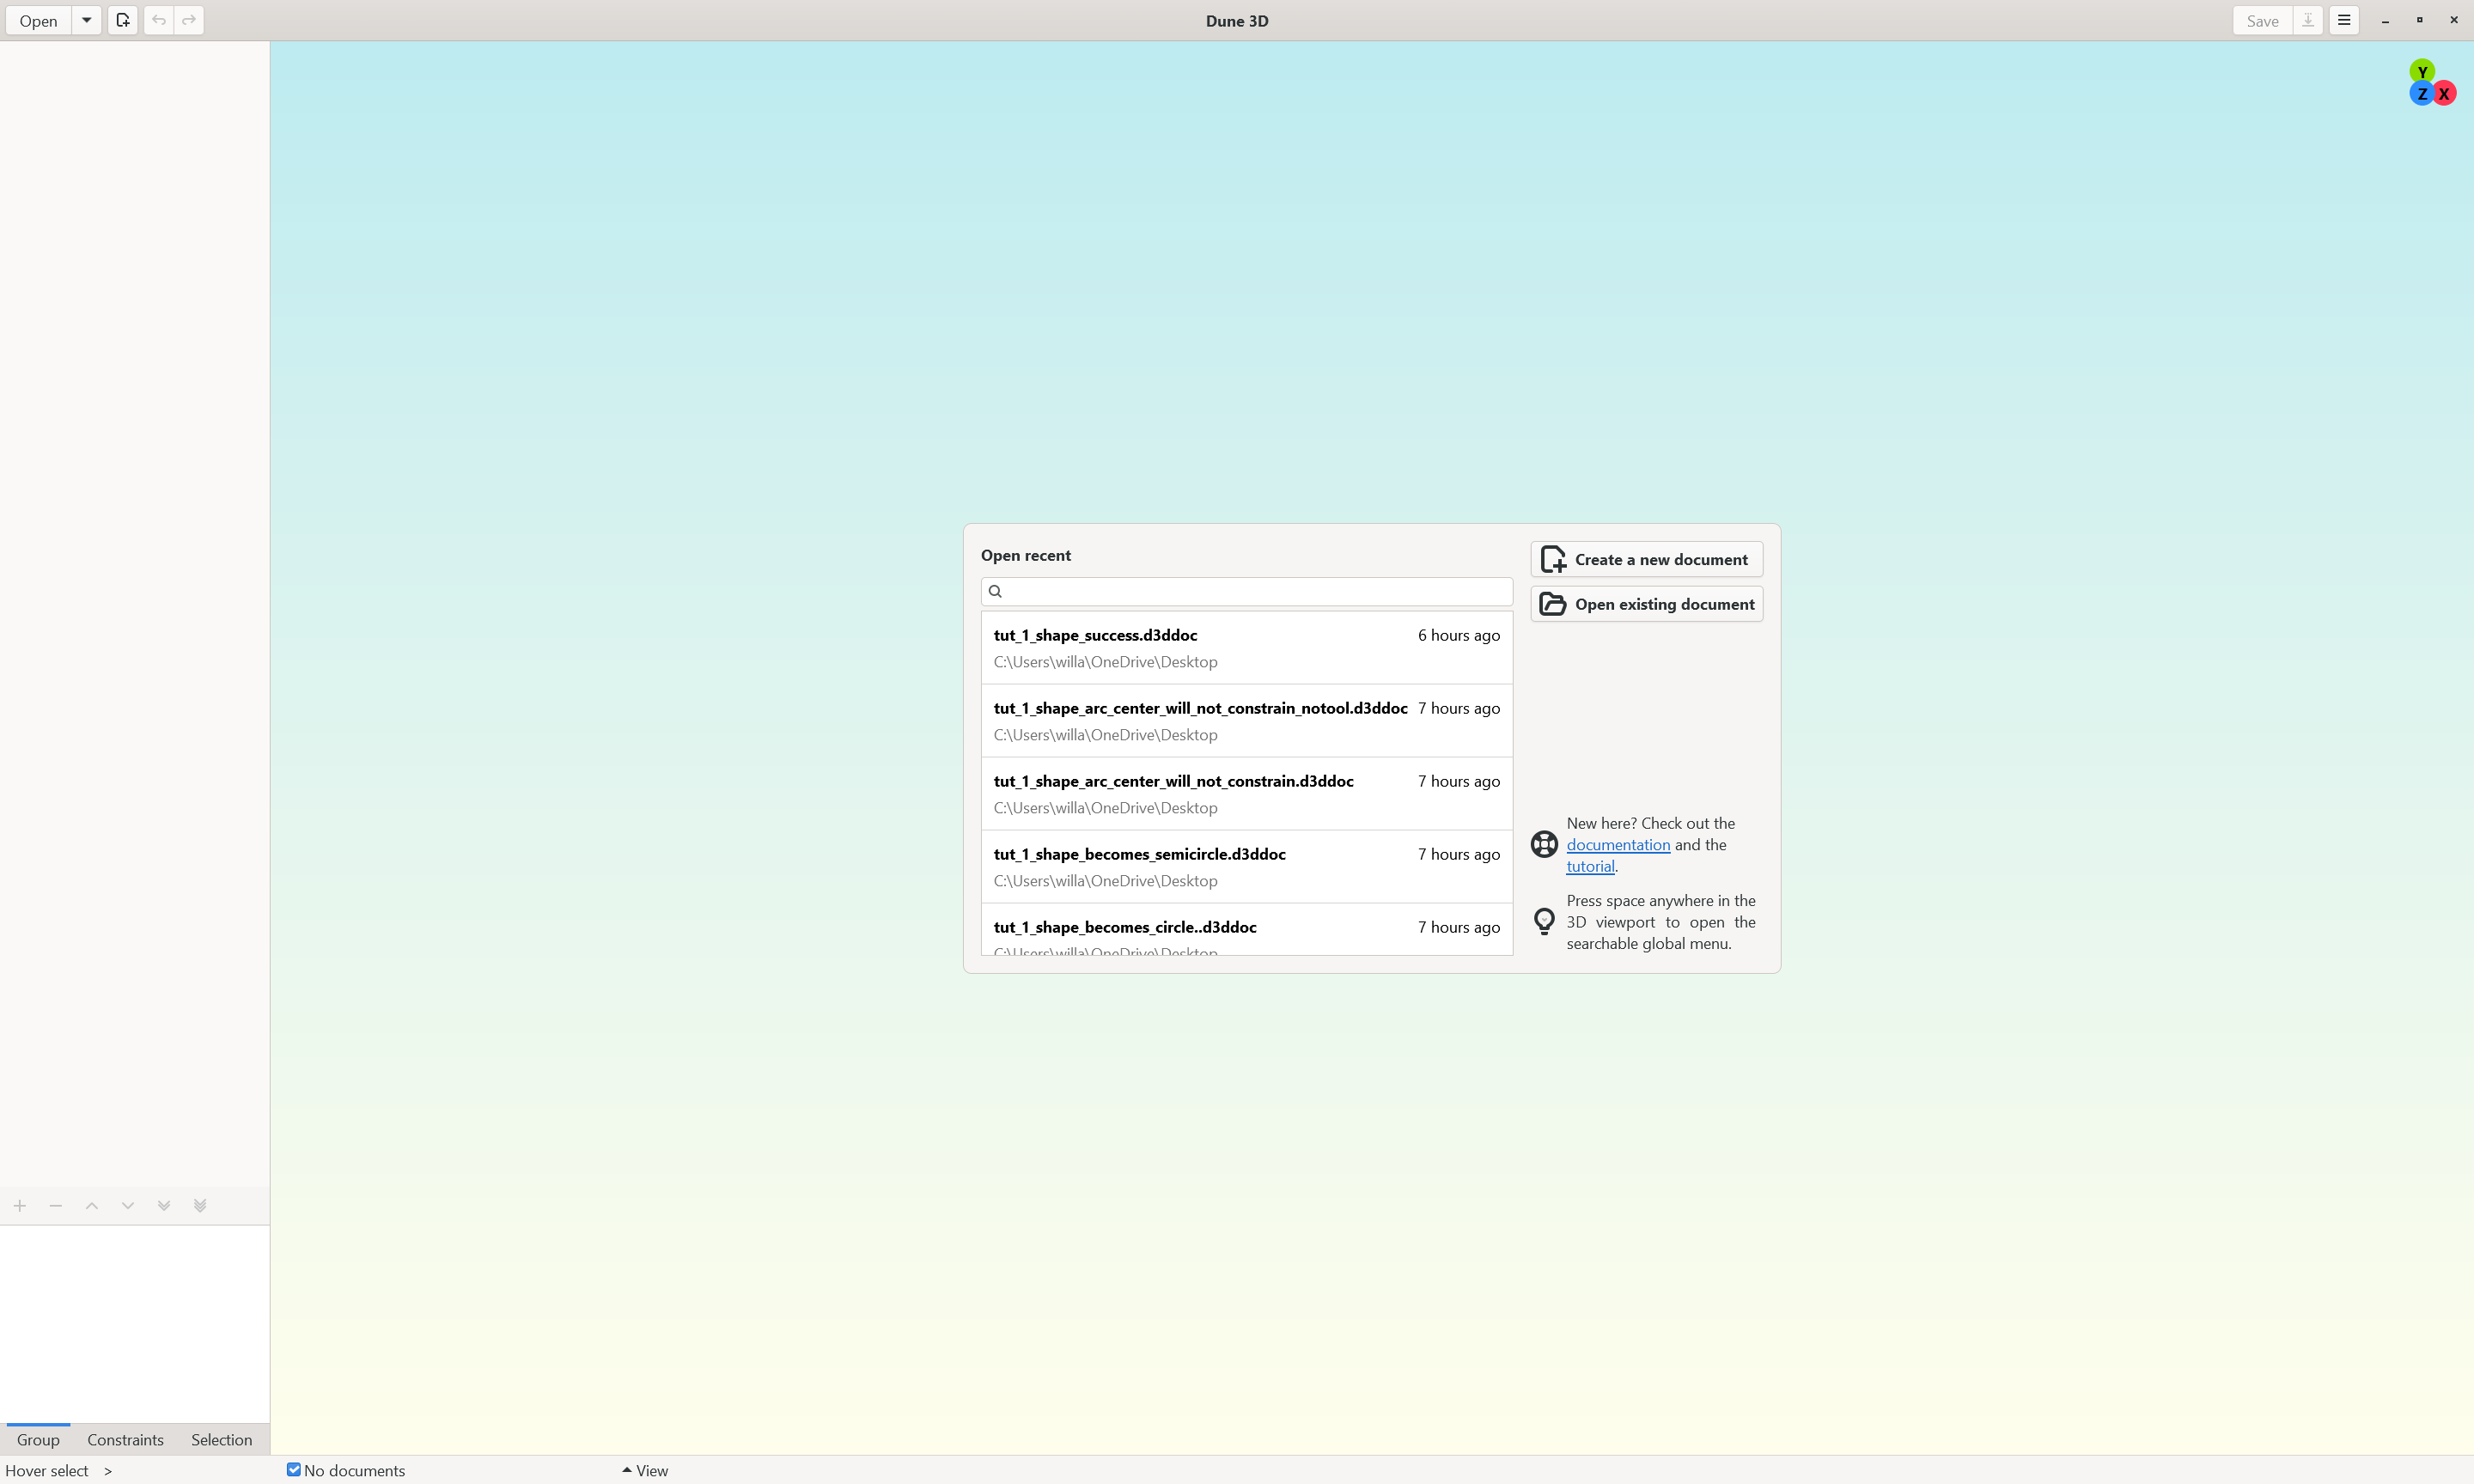 Open
Dune 3D
Save
Y
Z X
Open recent
Create a new document
Open existing document
tut_1_shape_success.d3ddoc 6 hours ago
C:\Users\willa\OneDrive\Desktop
tut_1_shape_arc_center_will_not_constrain_notool.d3ddoc 7 hours ago
C:\Users\willa\OneDrive\Desktop
tut_1_shape_arc_center_will_not_constrain.d3ddoc 7 hours ago
C:\Users\willa\OneDrive\Desktop
tut_1_shape_becomes_semicircle.d3ddoc 7 hours ago
C:\Users\willa\OneDrive\Desktop
tut_1_shape_becomes_circle..d3ddoc 7 hours ago
C:\Users\willa\OneDrive\Desktop
New here? Check out the
documentation and the
tutorial.
Press space anywhere in the
3D viewport to open the
searchable global menu.
Group Constraints Selection
Hover select > No documents View